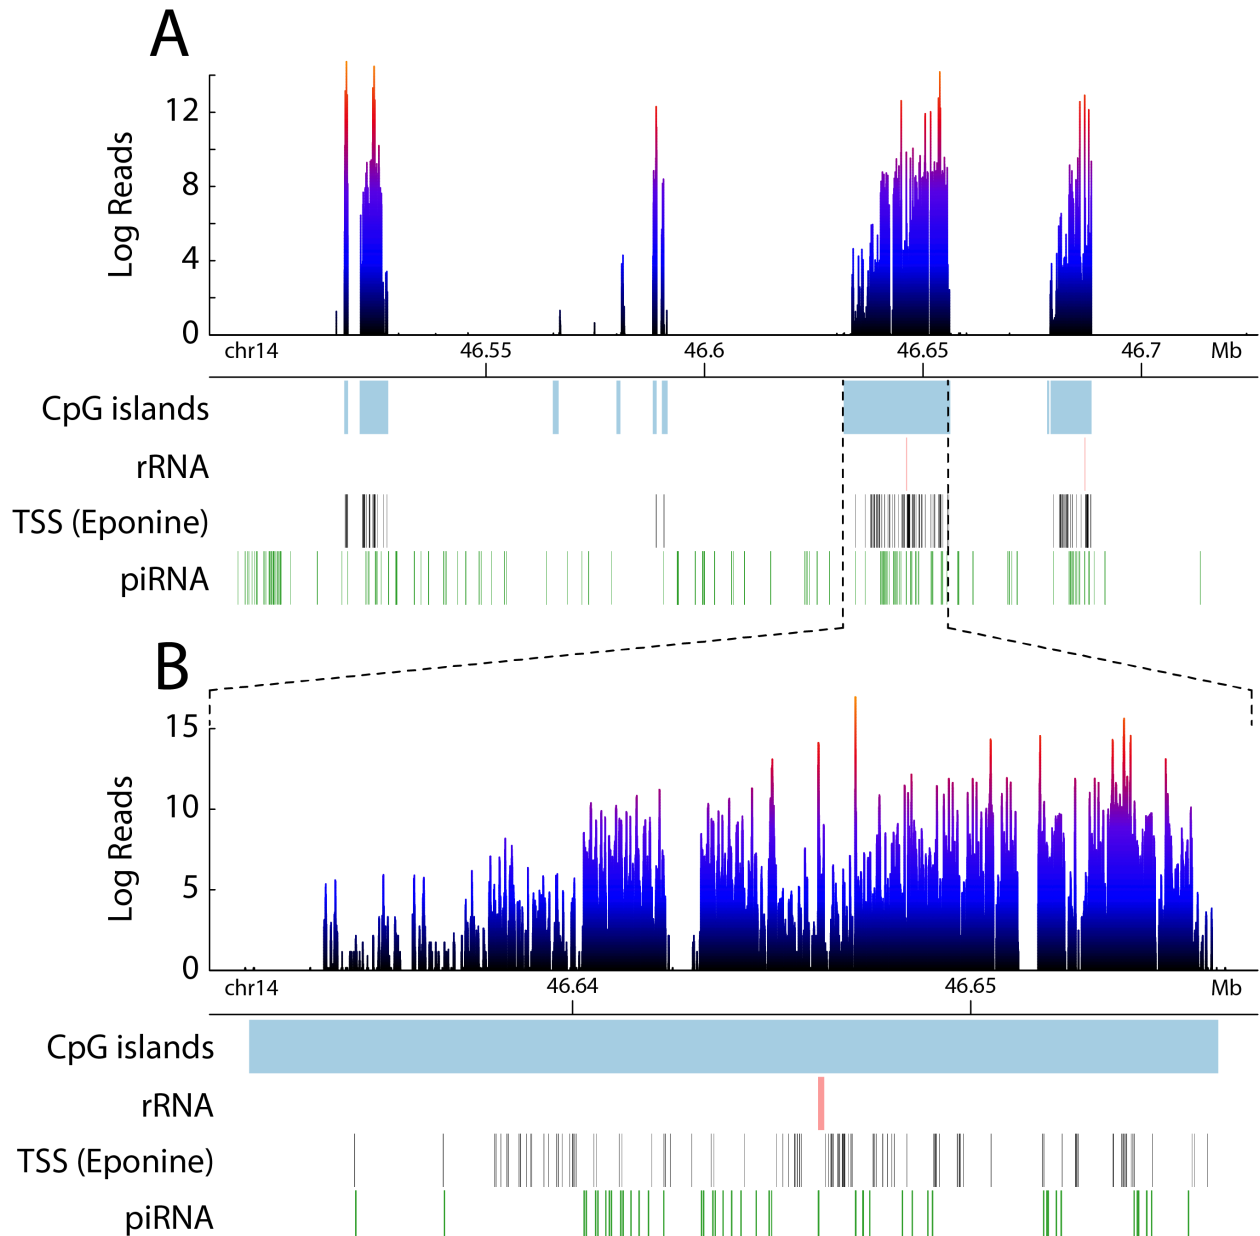 A
Log Reads
12
8
4
0
chr14 46.55 46.6 46.65 46.7 Mb
CpG islands
rRNA
TSS (Eponine)
piRNA
B
Log Reads
15
10
5
0
chr14 46.64 46.65 Mb
CpG islands
rRNA
TSS (Eponine)
piRNA